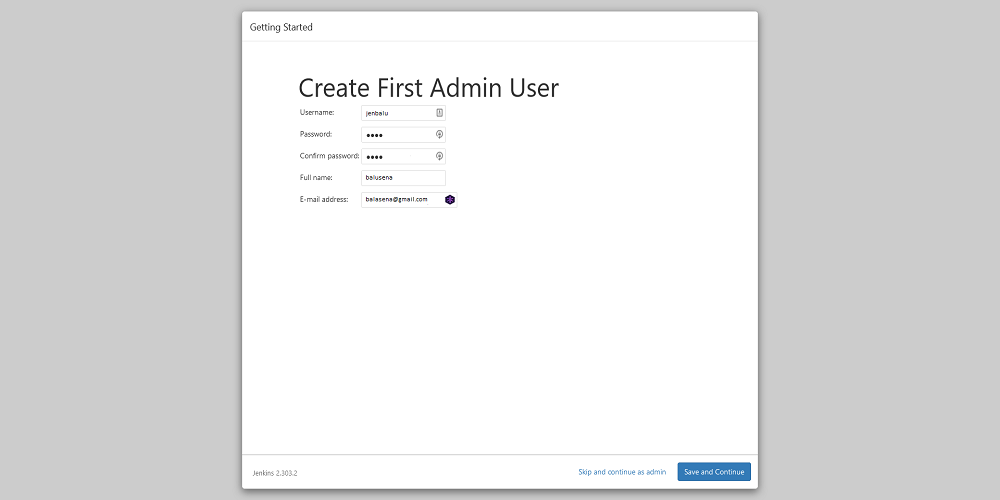 Getting Started
Create First Admin User
Username: jenbalu
Password: ••••
Confirm password: ••••
Full name: balusena
E-mail address: balasena@gmail.com
Jenkins 2.303.2 Skip and continue as admin Save and Continue